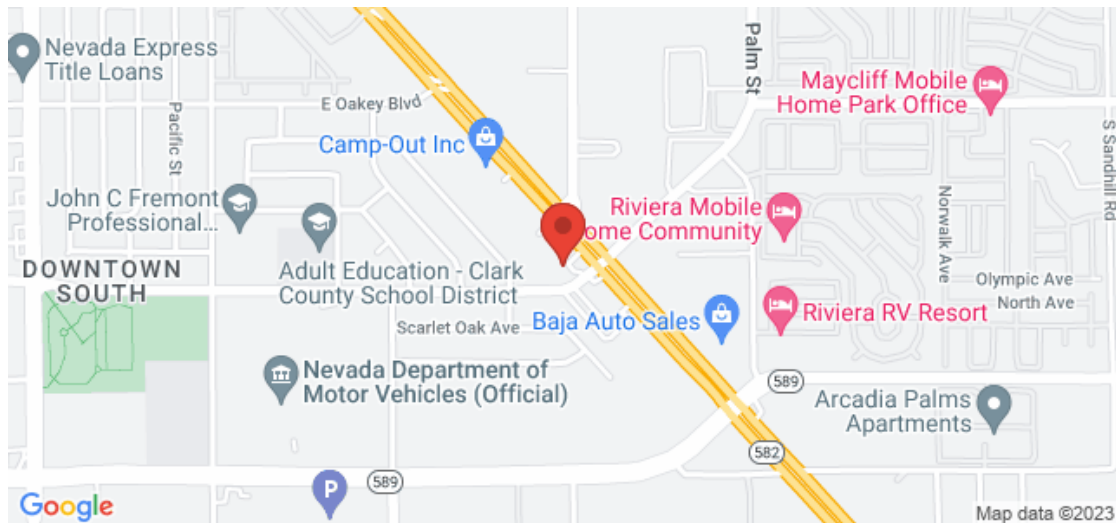 Nevada Express
Title Loans
Palm St
Maycliff Mobile
Home Park Office
E Oakey Blvd
Pacific St
Camp-Out Inc
S Sandhill Rd
John C Fremont
Professional...
Riviera Mobile
ome Community
Norwalk Ave
DOWNTOWN
SOUTH
Adult Education - Clark
County School District
Olympic Ave
North Ave
Scarlet Oak Ave
Baja Auto Sales
Riviera RV Resort
Nevada Department of
Motor Vehicles (Official)
589
Arcadia Palms
Apartments
582
589
P
Google
Map data ©2023